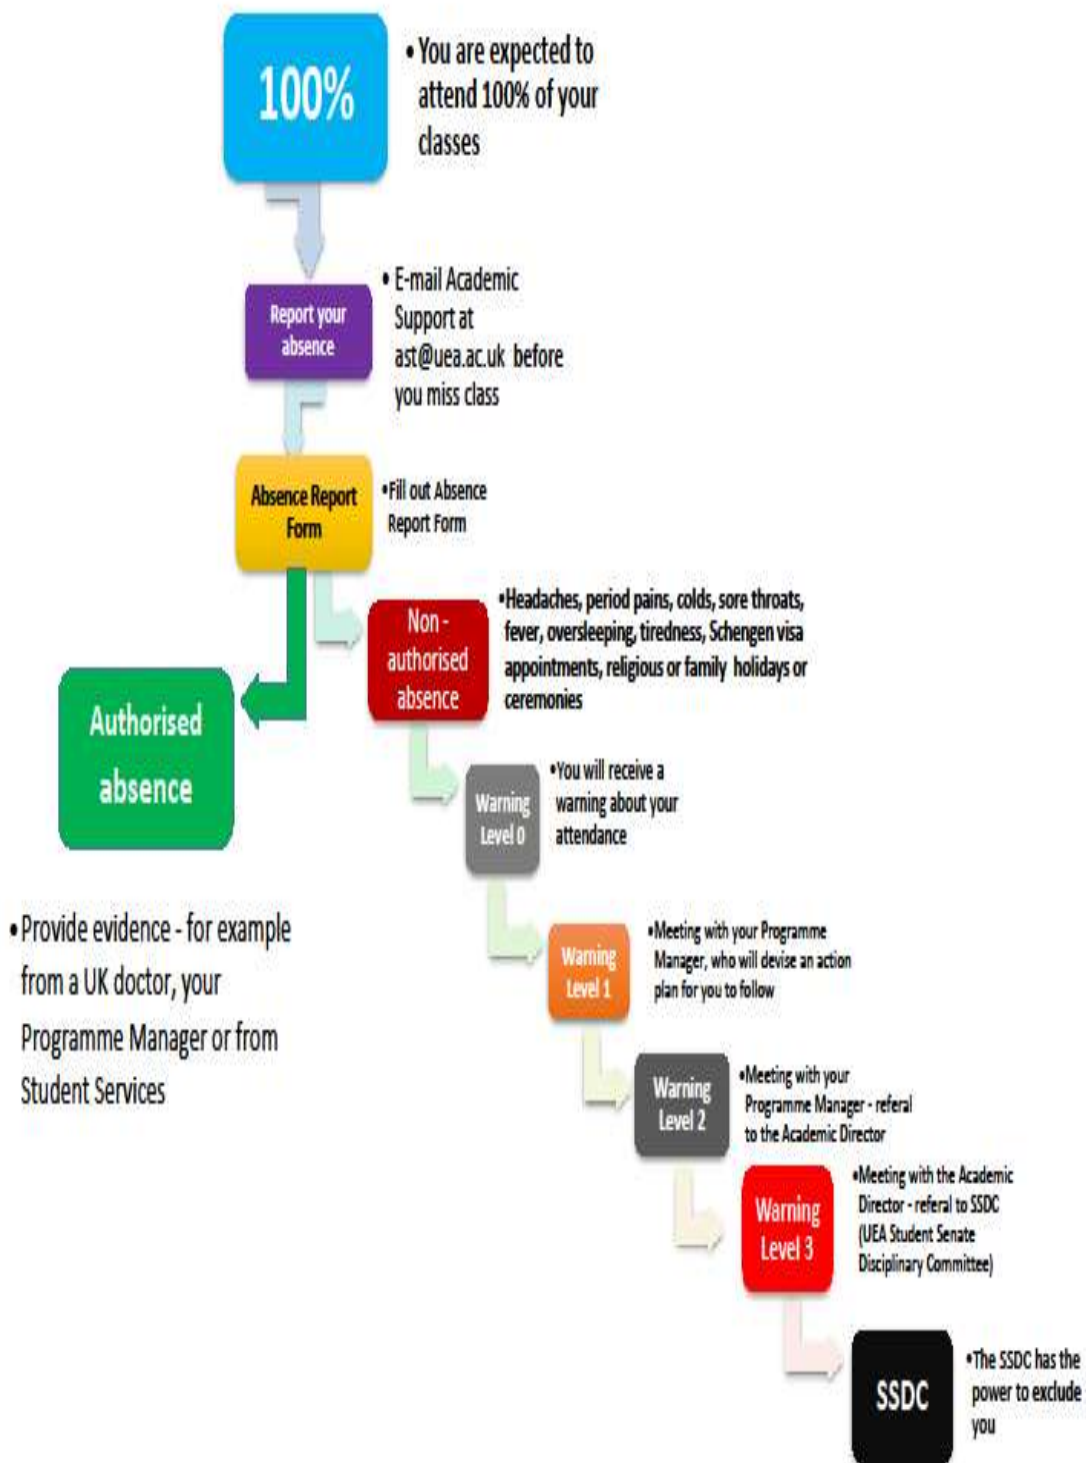 100%
• You are expected to
attend 100% of your
classes
Report your
absence
• E-mail Academic
Support at
ast@uea.ac.uk before
you miss class
Absence Report
Form
• Fill out Absence
Report Form
Non -
authorised
absence
• Headaches, period pains, colds, sore throats,
fever, oversleeping, tiredness, Schengen visa
appointments, religious or family holidays or
ceremonies
Authorised
absence
• Provide evidence - for example
from a UK doctor, your
Programme Manager or from
Student Services
Warning
Level 0
• You will receive a
warning about your
attendance
Warning
Level 1
• Meeting with your Programme
Manager, who will devise an action
plan for you to follow
Warning
Level 2
• Meeting with your
Programme Manager - referal
to the Academic Director
Warning
Level 3
• Meeting with the Academic
Director - referal to SSDC
(UEA Student Senate
Disciplinary Committee)
SSDC
• The SSDC has the
power to exclude
you